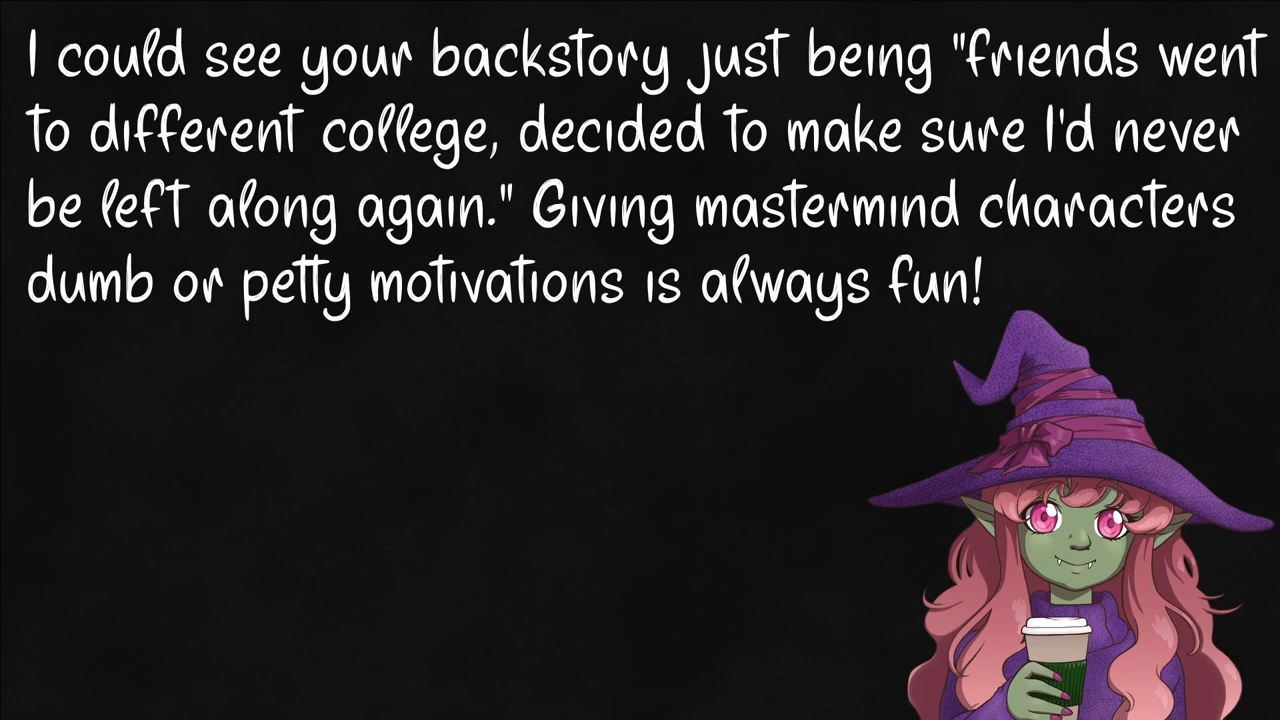 I could see your backstory just being "friends went
to different college, decided to make sure I'd never
be left along again." Giving mastermind characters
dumb or petty motivations is always fun!